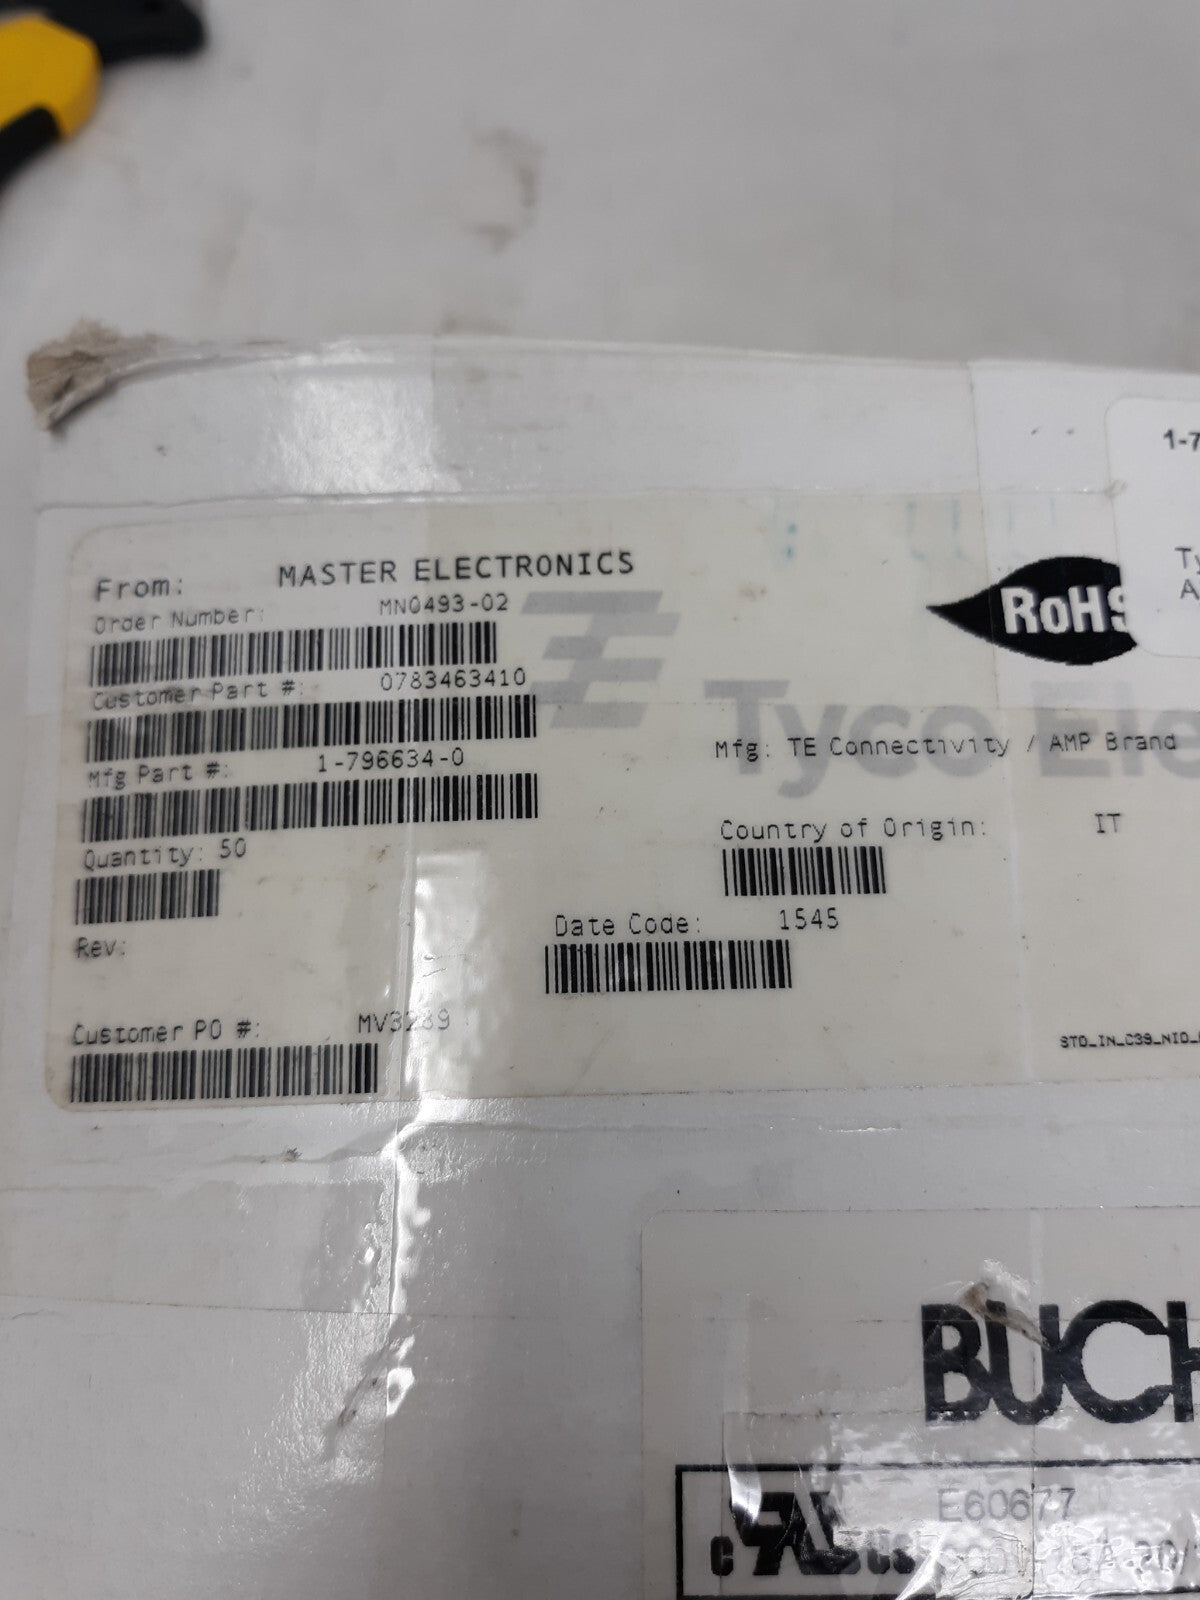 1-7
Ty
A
From: MASTER ELECTRONICS
Order Number: MN0493-02
RoHS
Customer Part #: 0783463410
Tyco Ele
Mfg: TE Connectivity / AMP Brand
Mfg Part #: 1-796634-0
Country of Origin: IT
Quantity: 50
Date Code: 1545
Rev:
Customer PO #: MV3289
STD_IN_C39_NID_
BUCH
E60677
c US